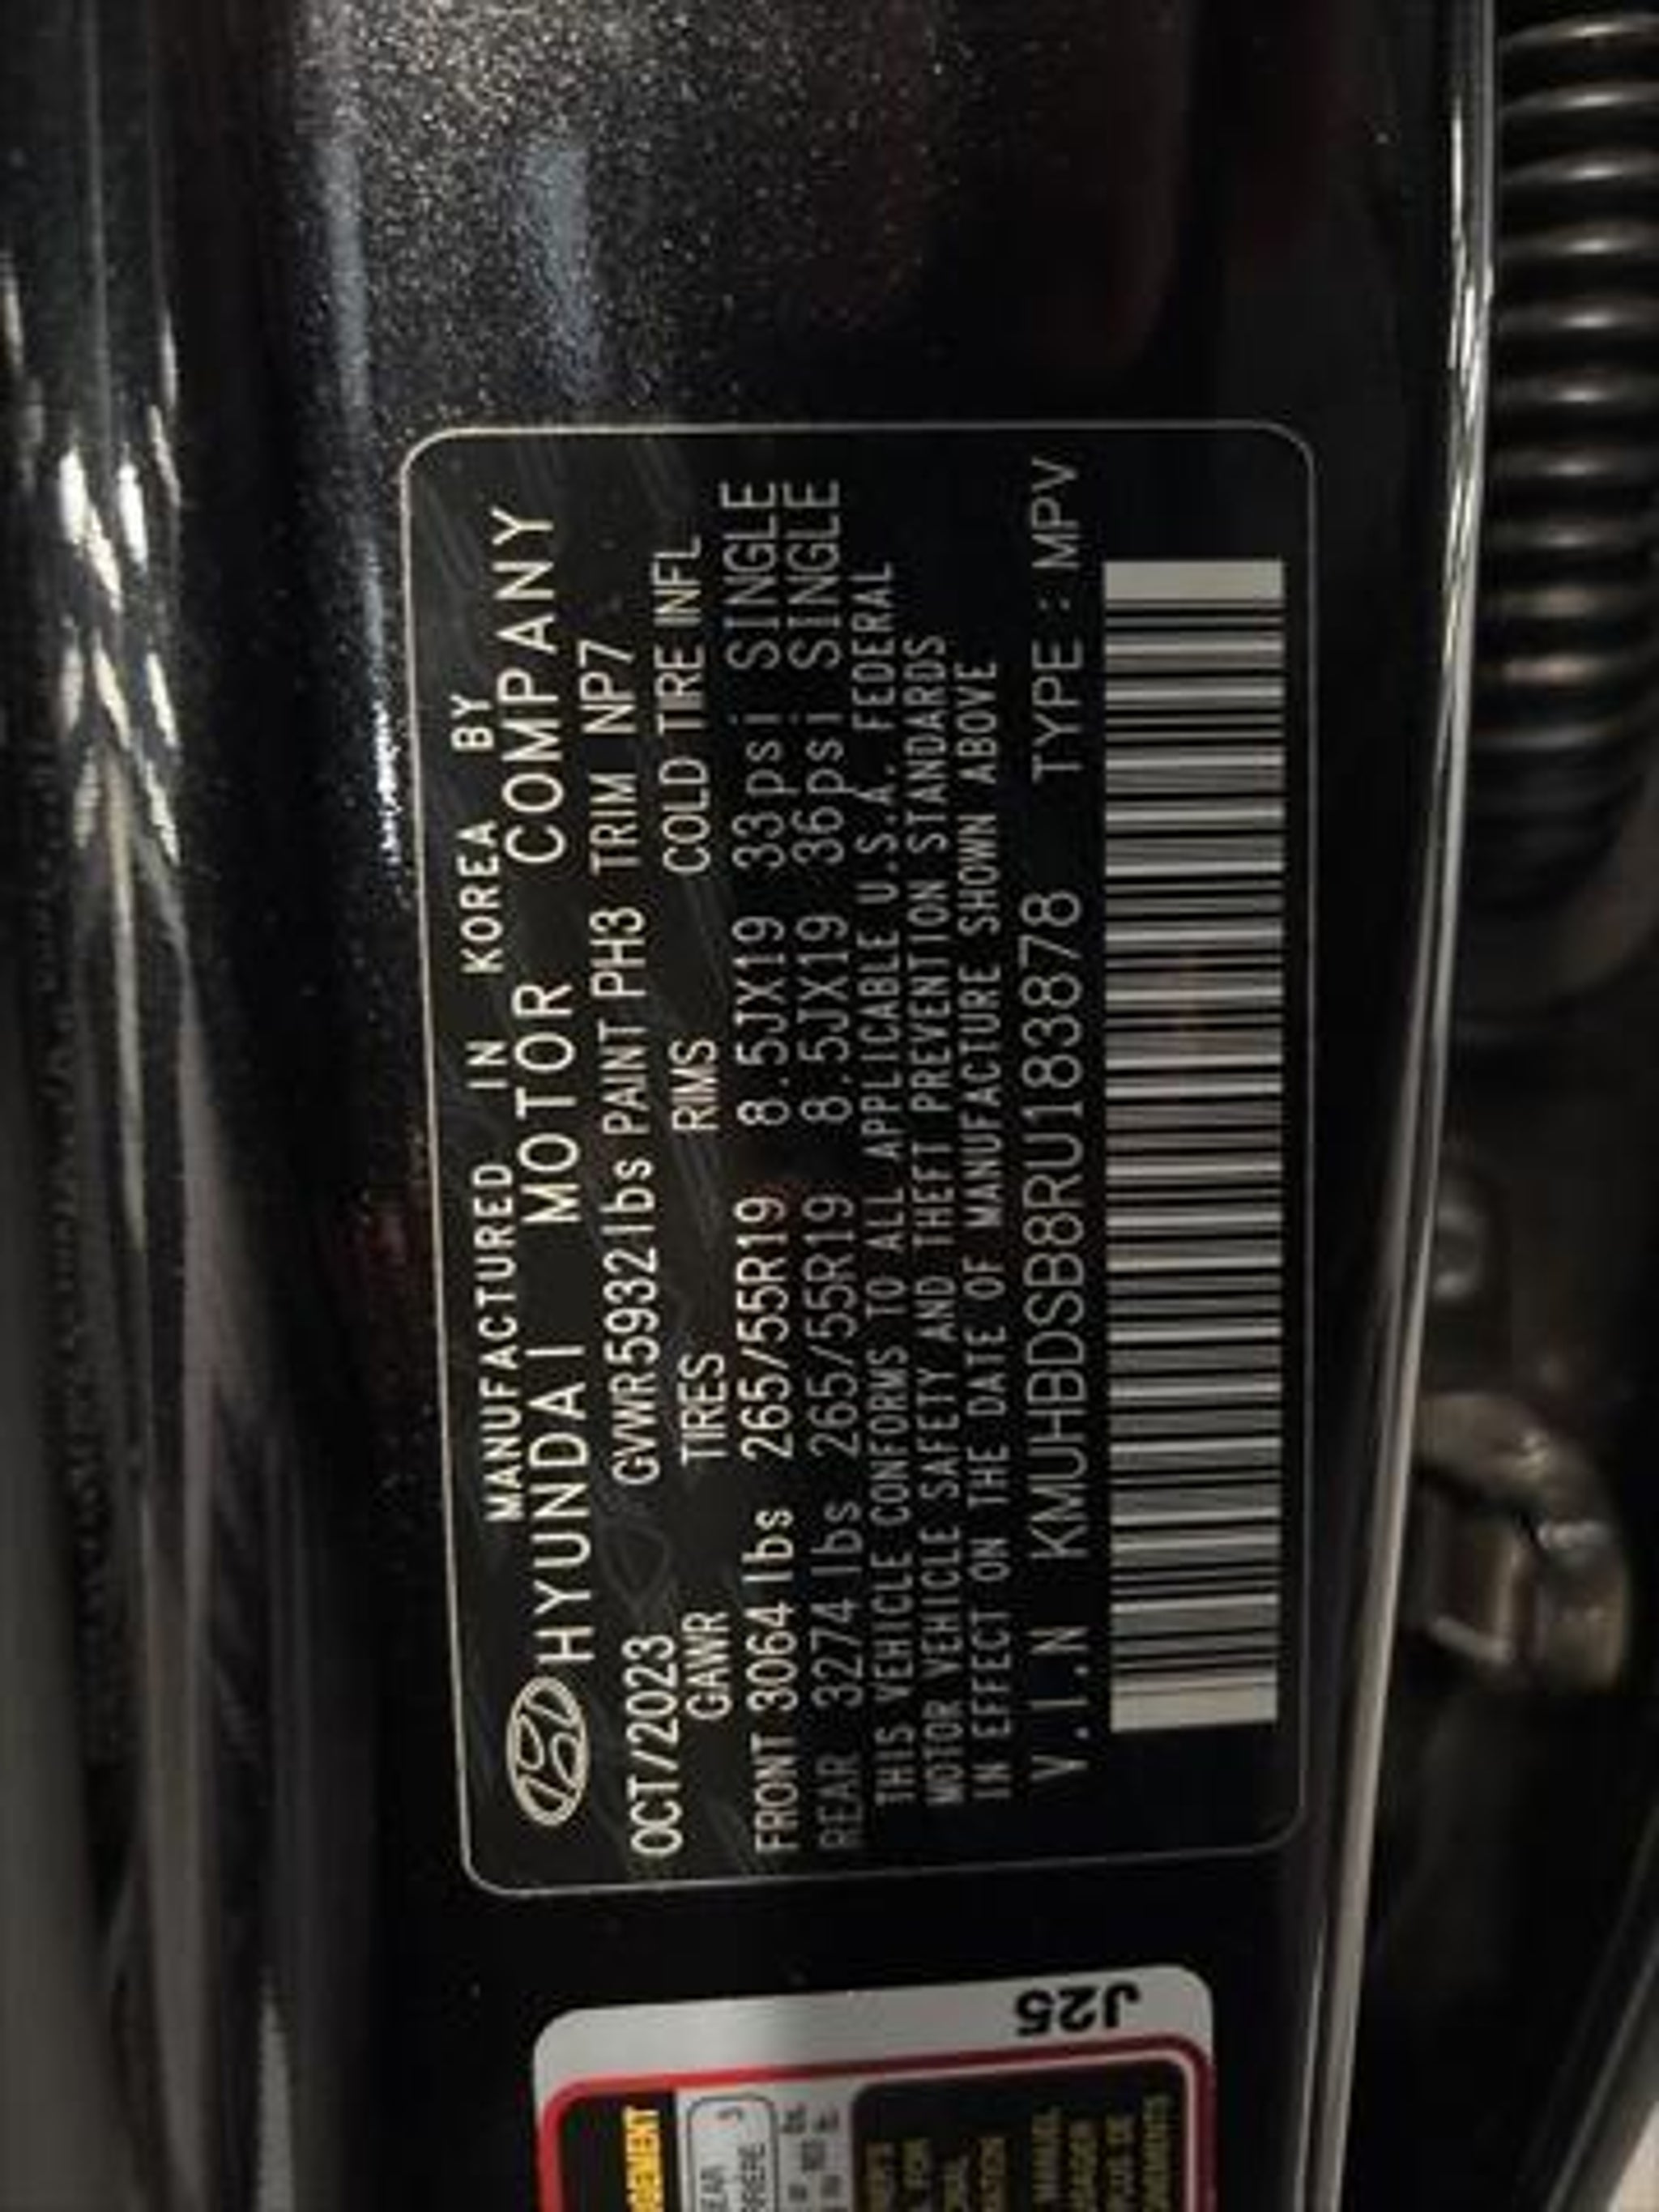 MANUFACTURED IN KOREA BY
HYUNDAI MOTOR COMPANY
OCT/2023 GVWR5932lbs PAINT PH3 TRIM NP7
GAWR TIRES RIMS COLD TIRE INFL
FRONT 3064 lbs 265/55R19 8.5JX19 33psi SINGLE
REAR 3274 lbs 265/55R19 8.5JX19 36psi SINGLE
THIS VEHICLE CONFORMS TO ALL APPLICABLE U.S.A. FEDERAL
MOTOR VEHICLE SAFETY AND THEFT PREVENTION STANDARDS
IN EFFECT ON THE DATE OF MANUFACTURE SHOWN ABOVE
V.I.N KMUHBDSB8RU183878 TYPE : MPV
J25